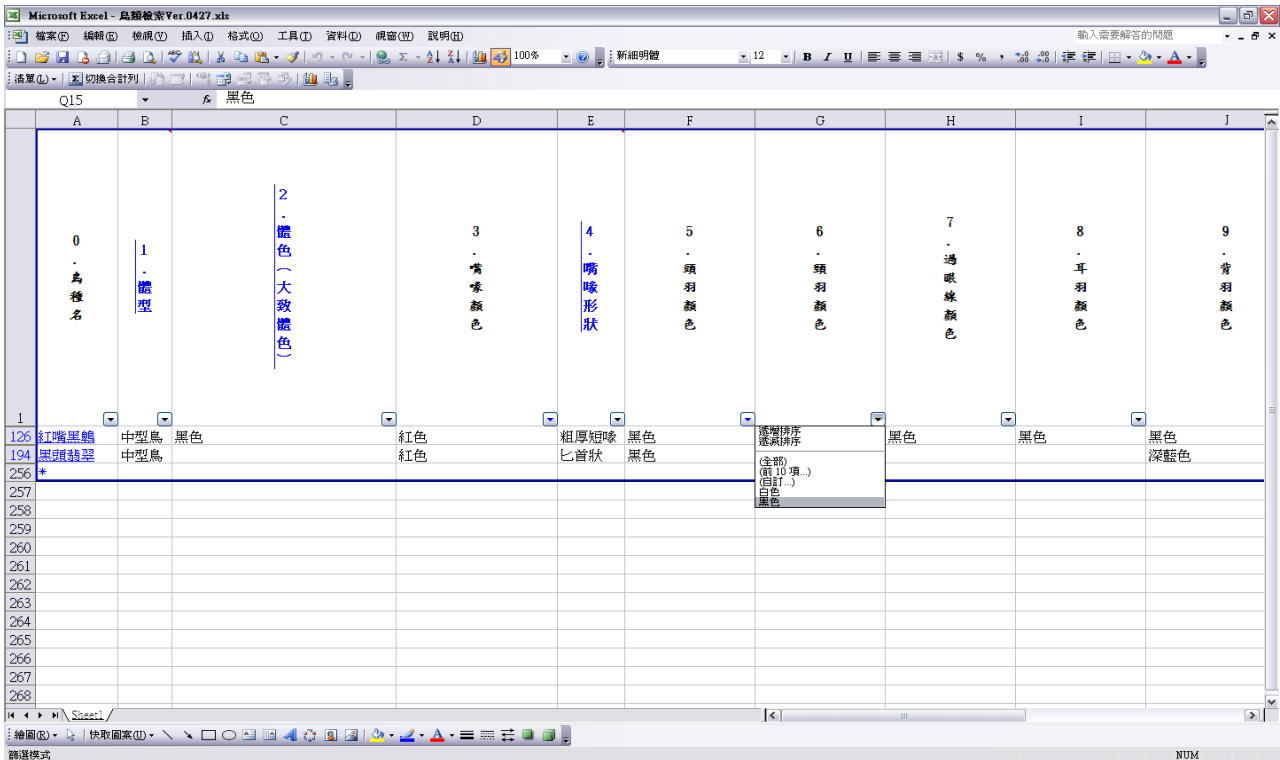 Microsoft Excel - 鳥類檢索Ver.0427.xls
檔案(F) 編輯(E) 檢視(V) 插入(I) 格式(O) 工具(T) 資料(D) 視窗(W) 說明(H) 輸入需要解答的問題
100% 新細明體 12 B I U $ % ,
清單(L) Σ 切換合計列
Q15 fx 黑色
A B C D E F G H I J
0.鳥種名
1.體型
2.體色(大致體色)
3.嘴喙顏色
4.嘴喙形狀
5.頭羽顏色
6.頸羽顏色
7.過眼線顏色
8.耳羽顏色
9.背羽顏色
1
126 紅嘴黑鵯 中型鳥 黑色 紅色 粗厚短喙 黑色 黑色 黑色 黑色
194 黑頭翡翠 中型鳥 紅色 匕首狀 黑色 深藍色
遞增排序
遞減排序
(全部)
(前 10 項...)
(自訂...)
白色
黑色
256 *
257
258
259
260
261
262
263
264
265
266
267
268
Sheet1
繪圖(R) 快取圖案(U)
篩選模式 NUM